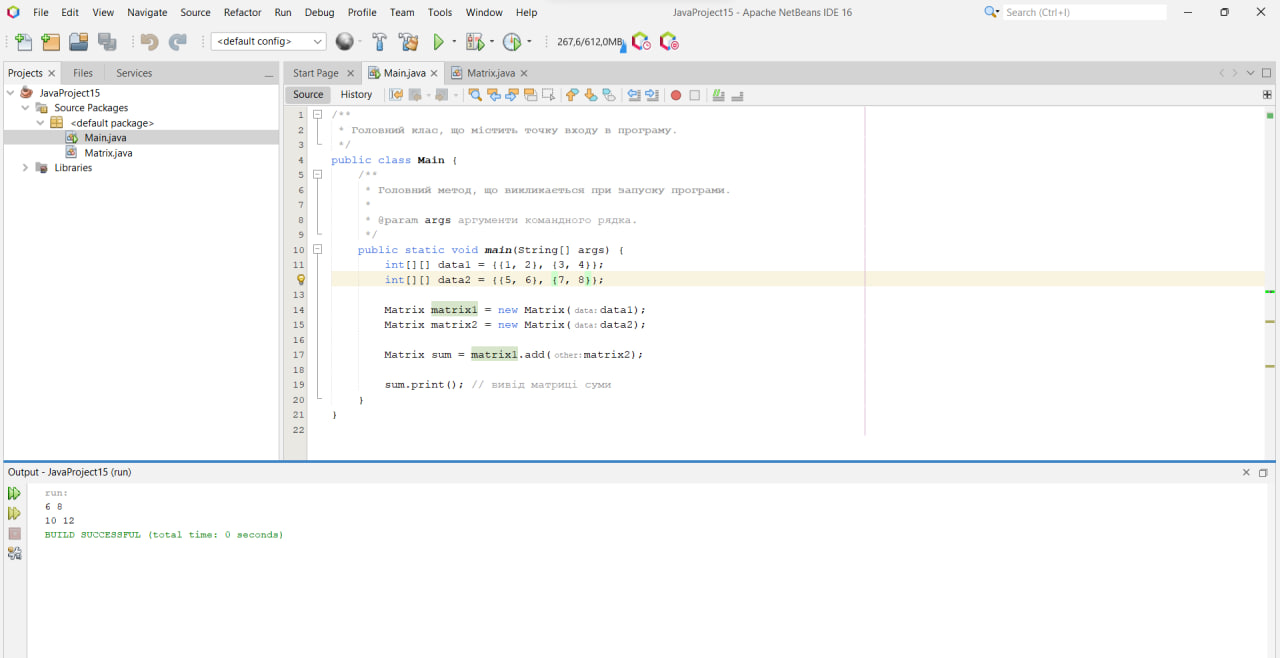 File Edit View Navigate Source Refactor Run Debug Profile Team Tools Window Help JavaProject15 - Apache NetBeans IDE 16 Search (Ctrl+I)
<default config> 267,6/612,0MB
Projects Files Services Start Page Main.java Matrix.java
Source History
JavaProject15
Source Packages
<default package>
Main.java
Matrix.java
Libraries
1 /**
2 * Головний клас, що містить точку входу в програму.
3 */
4 public class Main {
5 /**
6 * Головний метод, що викликається при запуску програми.
7 *
8 * @param args аргументи командного рядка.
9 */
10 public static void main(String[] args) {
11 int[][] data1 = {{1, 2}, {3, 4}};
int[][] data2 = {{5, 6}, {7, 8}};
13
14 Matrix matrix1 = new Matrix(data:data1);
15 Matrix matrix2 = new Matrix(data:data2);
16
17 Matrix sum = matrix1.add(other:matrix2);
18
19 sum.print(); // вивід матриці суми
20 }
21 }
22
Output - JavaProject15 (run)
run:
6 8
10 12
BUILD SUCCESSFUL (total time: 0 seconds)